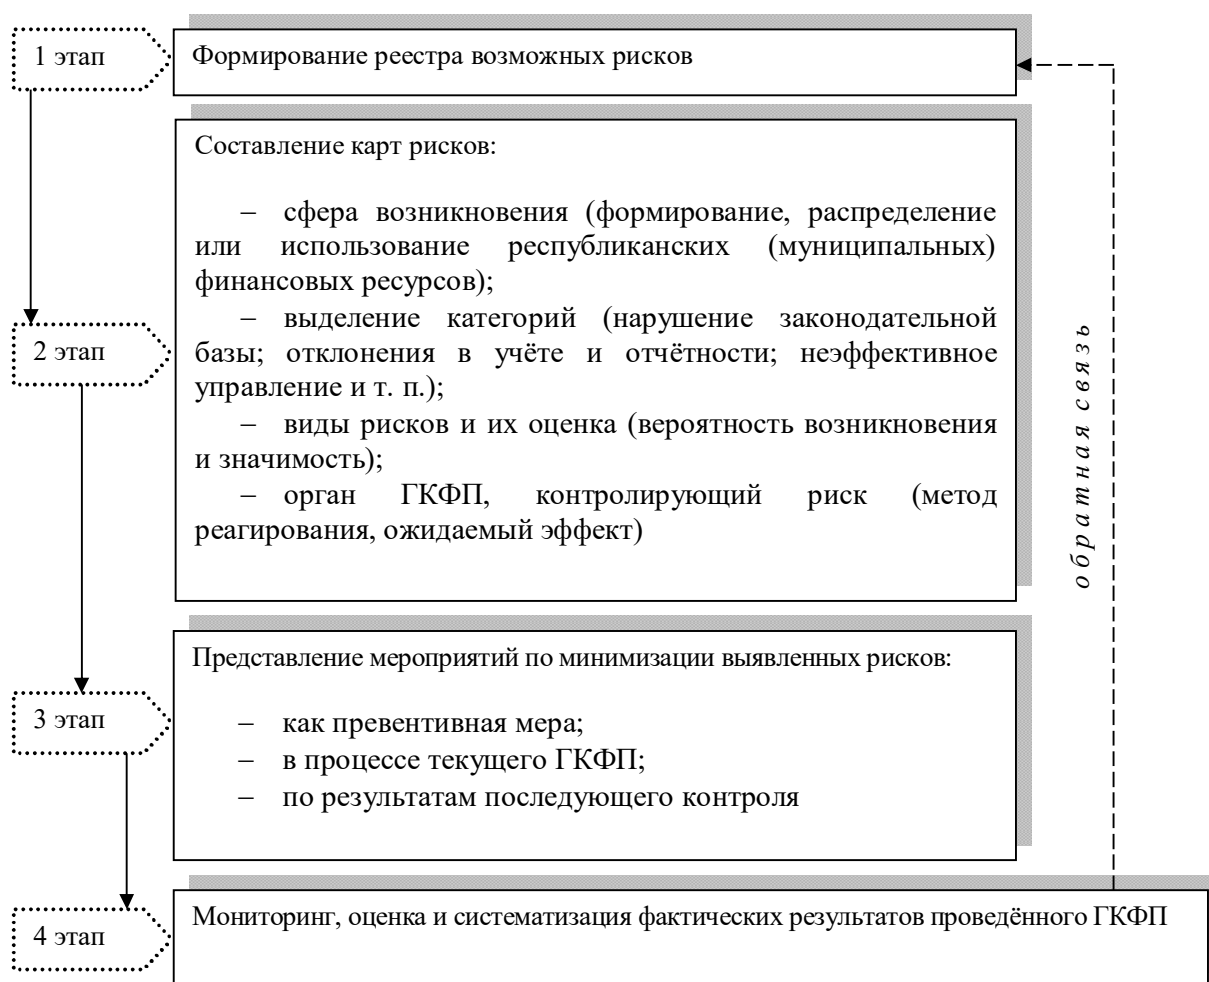 1 этап
Формирование реестра возможных рисков
Составление карт рисков:
– сфера возникновения (формирование, распределение
или использование республиканских (муниципальных)
финансовых ресурсов);
– выделение категорий (нарушение законодательной
базы; отклонения в учёте и отчётности; неэффективное
управление и т. п.);
– виды рисков и их оценка (вероятность возникновения
и значимость);
– орган ГКФП, контролирующий риск (метод
реагирования, ожидаемый эффект)
2 этап
обратная связь
Представление мероприятий по минимизации выявленных рисков:
– как превентивная мера;
– в процессе текущего ГКФП;
– по результатам последующего контроля
3 этап
4 этап
Мониторинг, оценка и систематизация фактических результатов проведённого ГКФП